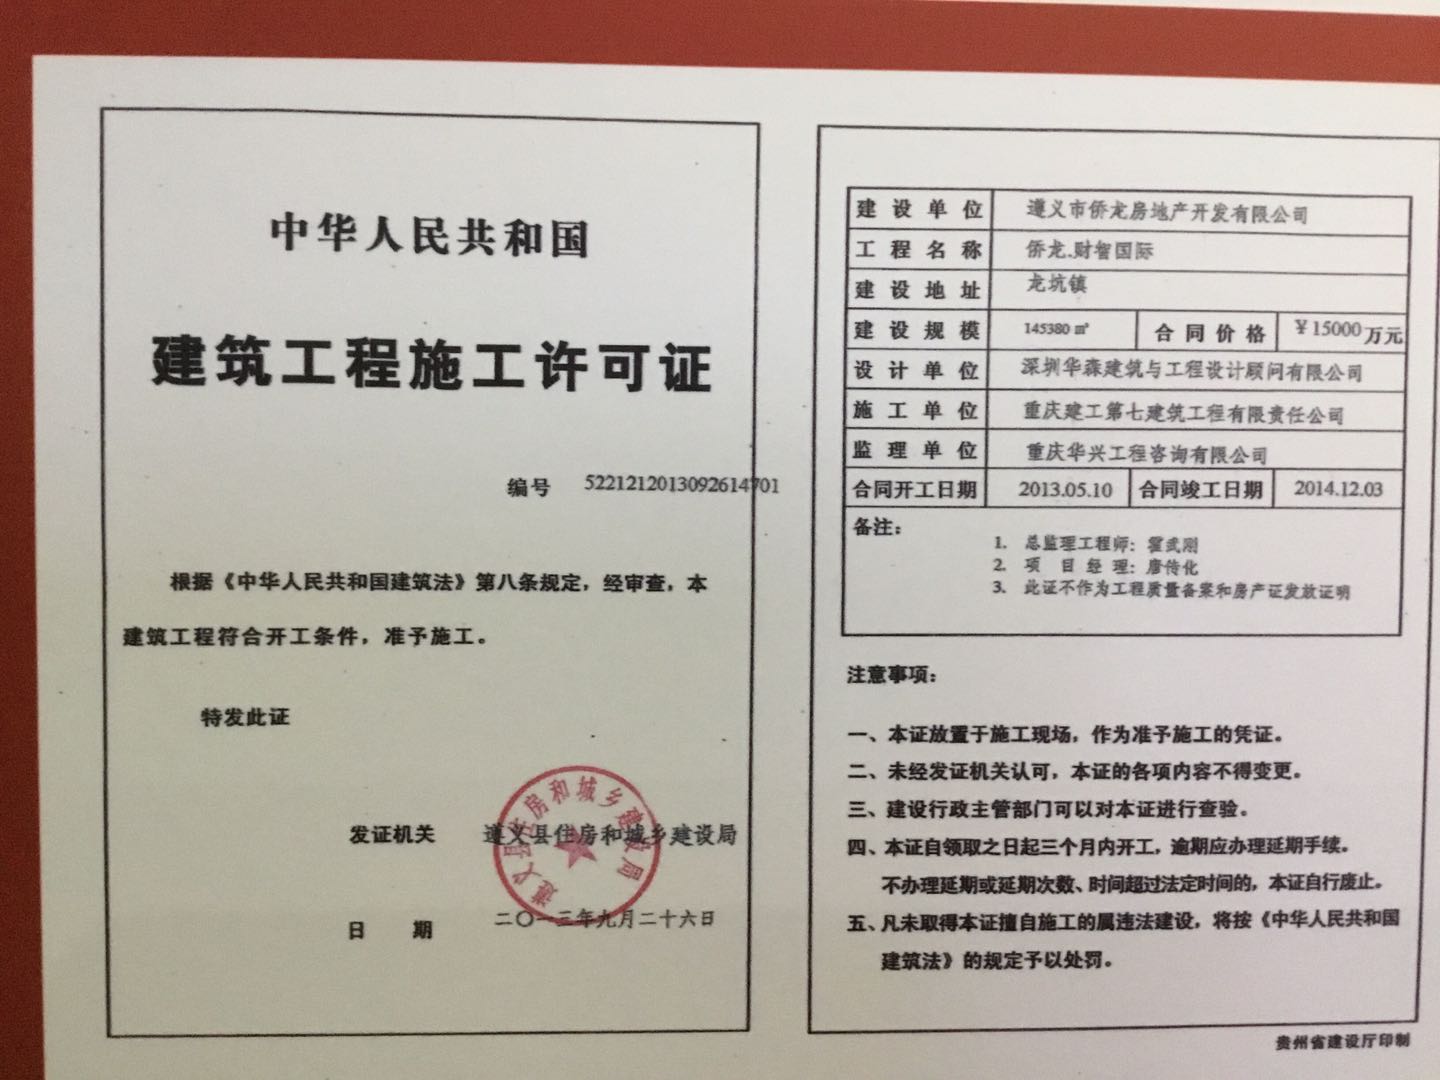 中华人民共和国
建筑工程施工许可证
编号 5221212013092614701
根据《中华人民共和国建筑法》第八条规定，经审查，本
建筑工程符合开工条件，准予施工。
特发此证
发证机关 遵义县住房和城乡建设局
遵义县住房和城乡建设局
日 期 二〇一三年九月二十六日
建设单位 遵义市侨龙房地产开发有限公司
工程名称 侨龙.财智国际
建设地址 龙坑镇
建设规模 145380㎡ 合同价格 ￥15000万元
设计单位 深圳华森建筑与工程设计顾问有限公司
施工单位 重庆建工第七建筑工程有限责任公司
监理单位 重庆华兴工程咨询有限公司
合同开工日期 2013.05.10 合同竣工日期 2014.12.03
备注：
1. 总监理工程师：霍武刚
2. 项目经理：唐传化
3. 此证不作为工程质量备案和房产证发放证明
注意事项：
一、本证放置于施工现场，作为准予施工的凭证。
二、未经发证机关认可，本证的各项内容不得变更。
三、建设行政主管部门可以对本证进行查验。
四、本证自领取之日起三个月内开工，逾期应办理延期手续。
不办理延期或延期次数、时间超过法定时间的，本证自行废止。
五、凡未取得本证擅自施工的属违法建设，将按《中华人民共和国
建筑法》的规定予以处罚。
贵州省建设厅印制